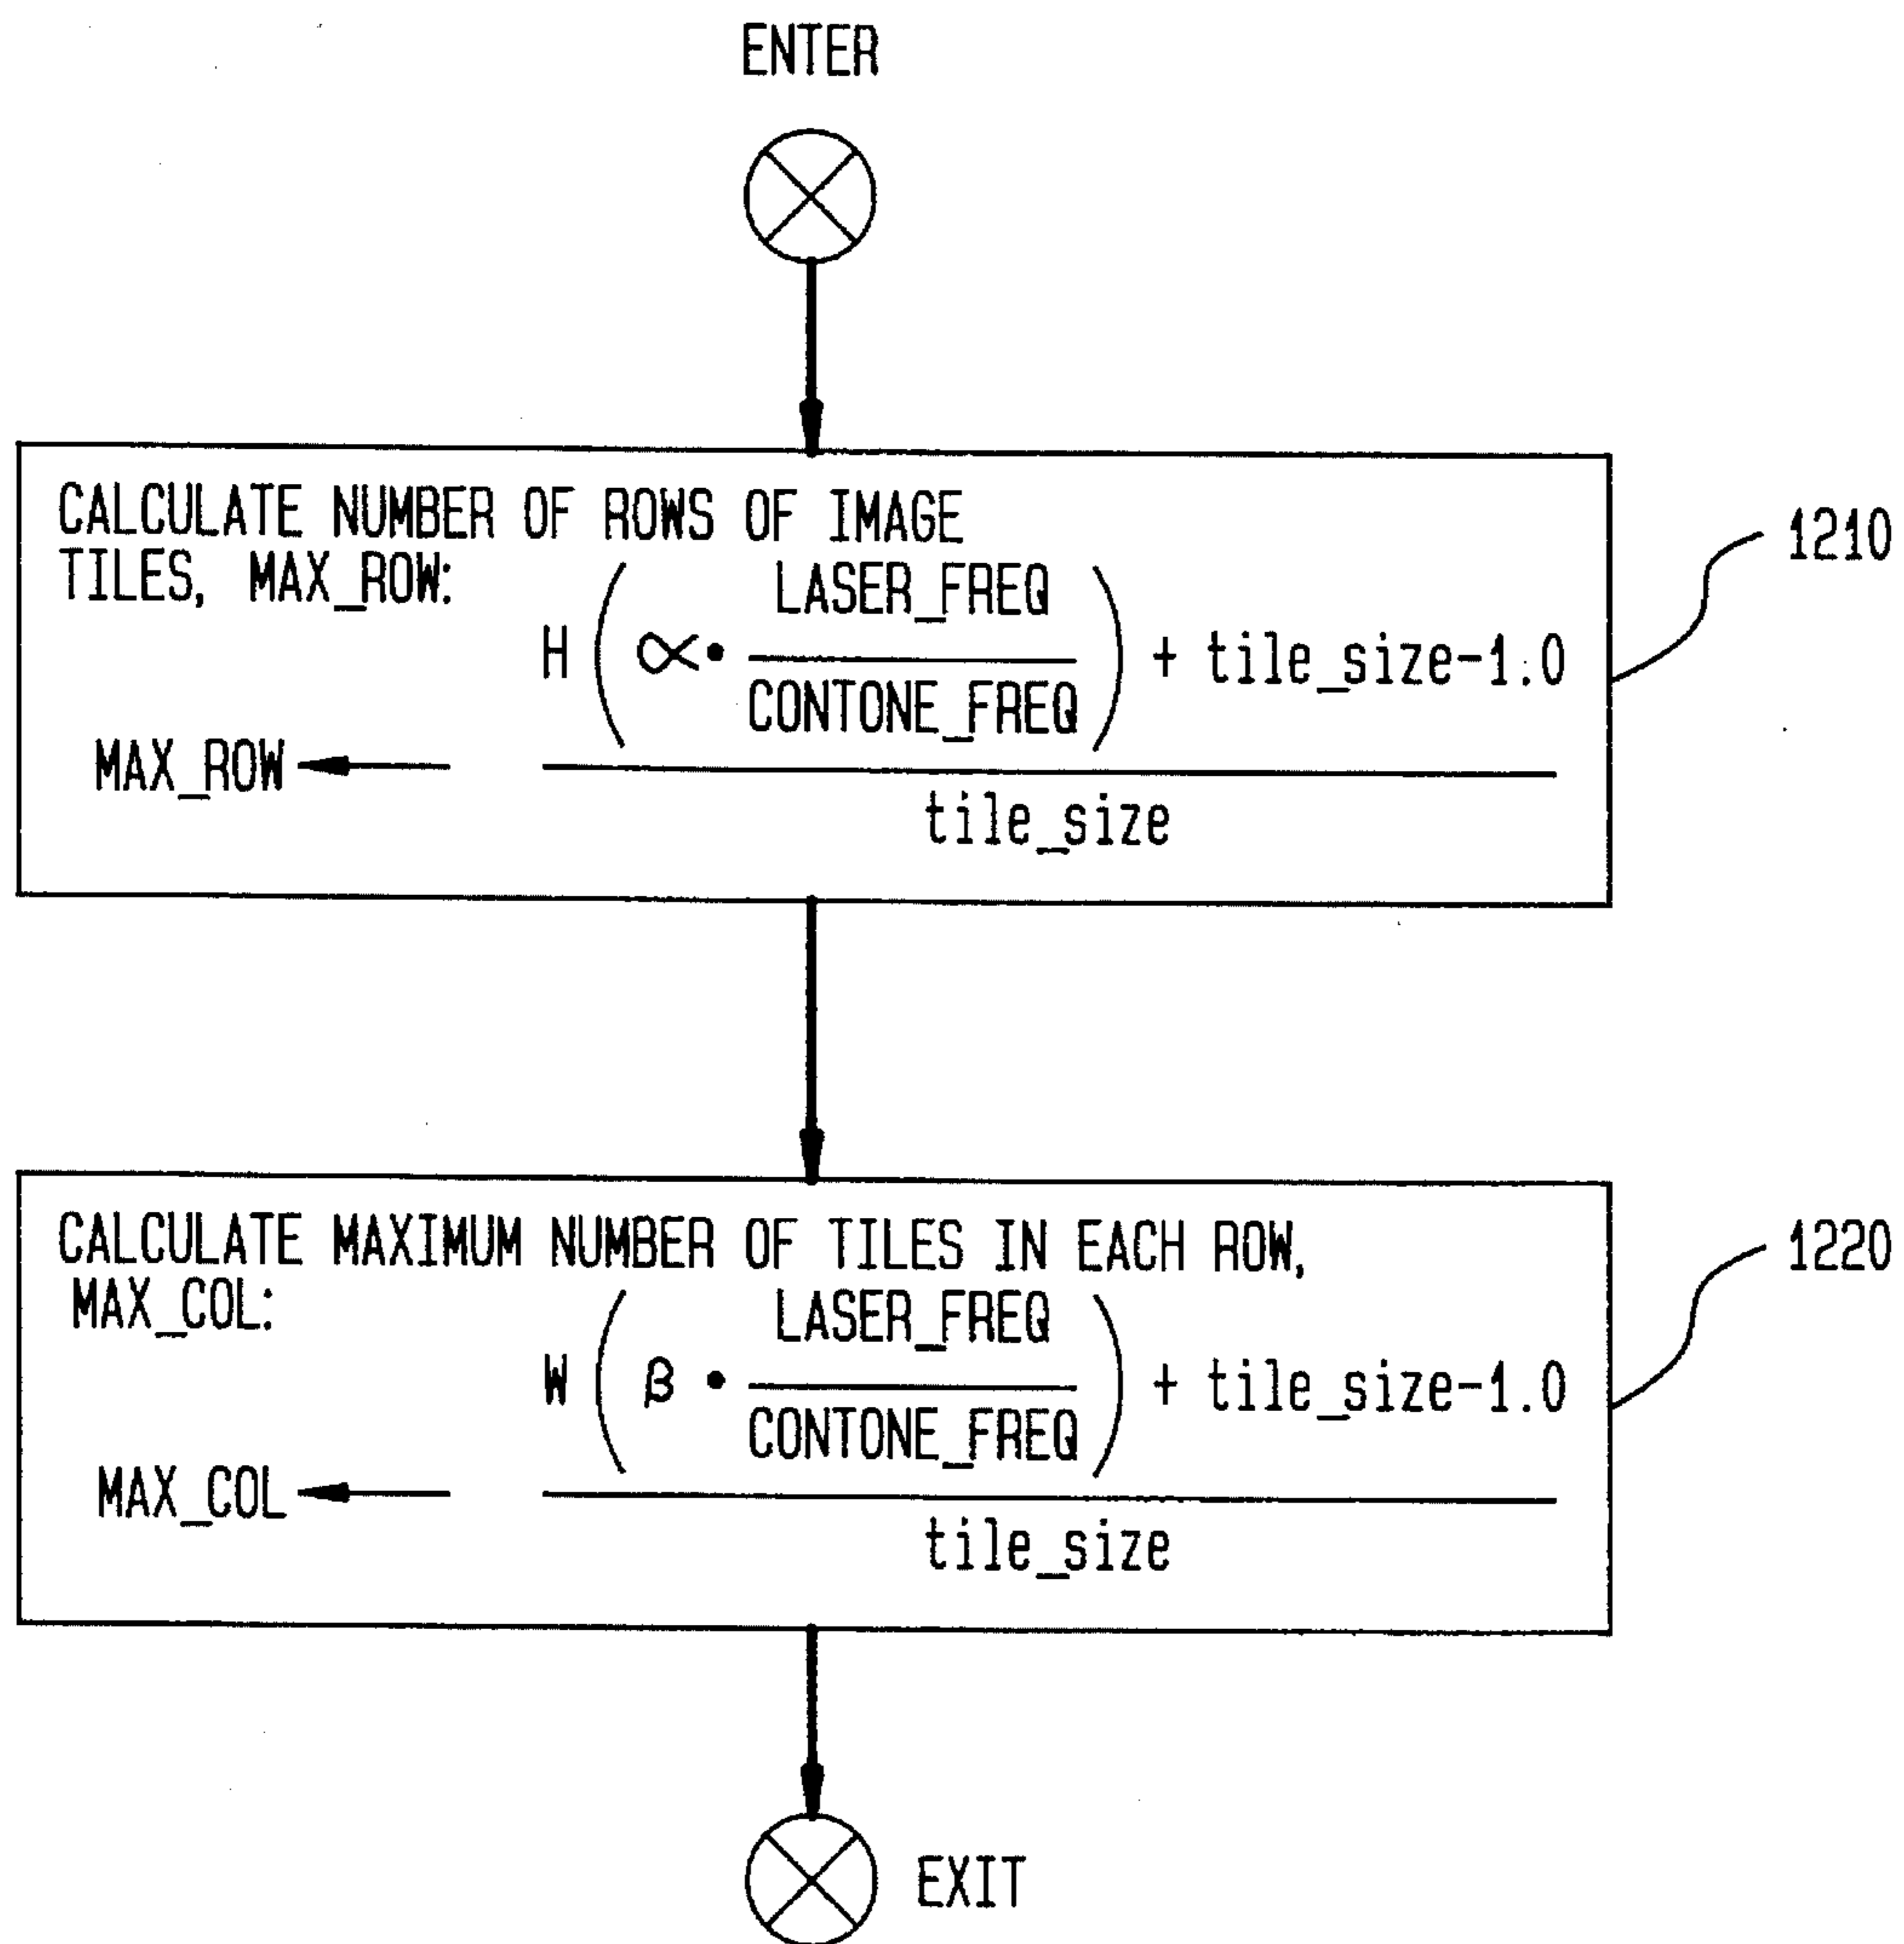 ENTER
CALCULATE NUMBER OF ROWS OF IMAGE
TILES, MAX_ROW:
LASER_FREQ
H ( ∝• ) + tile_size-1.0
CONTONE_FREQ
MAX_ROW
tile_size
1210
CALCULATE MAXIMUM NUMBER OF TILES IN EACH ROW,
MAX_COL:
LASER_FREQ
W ( β • ) + tile_size-1.0
CONTONE_FREQ
MAX_COL
tile_size
1220
EXIT